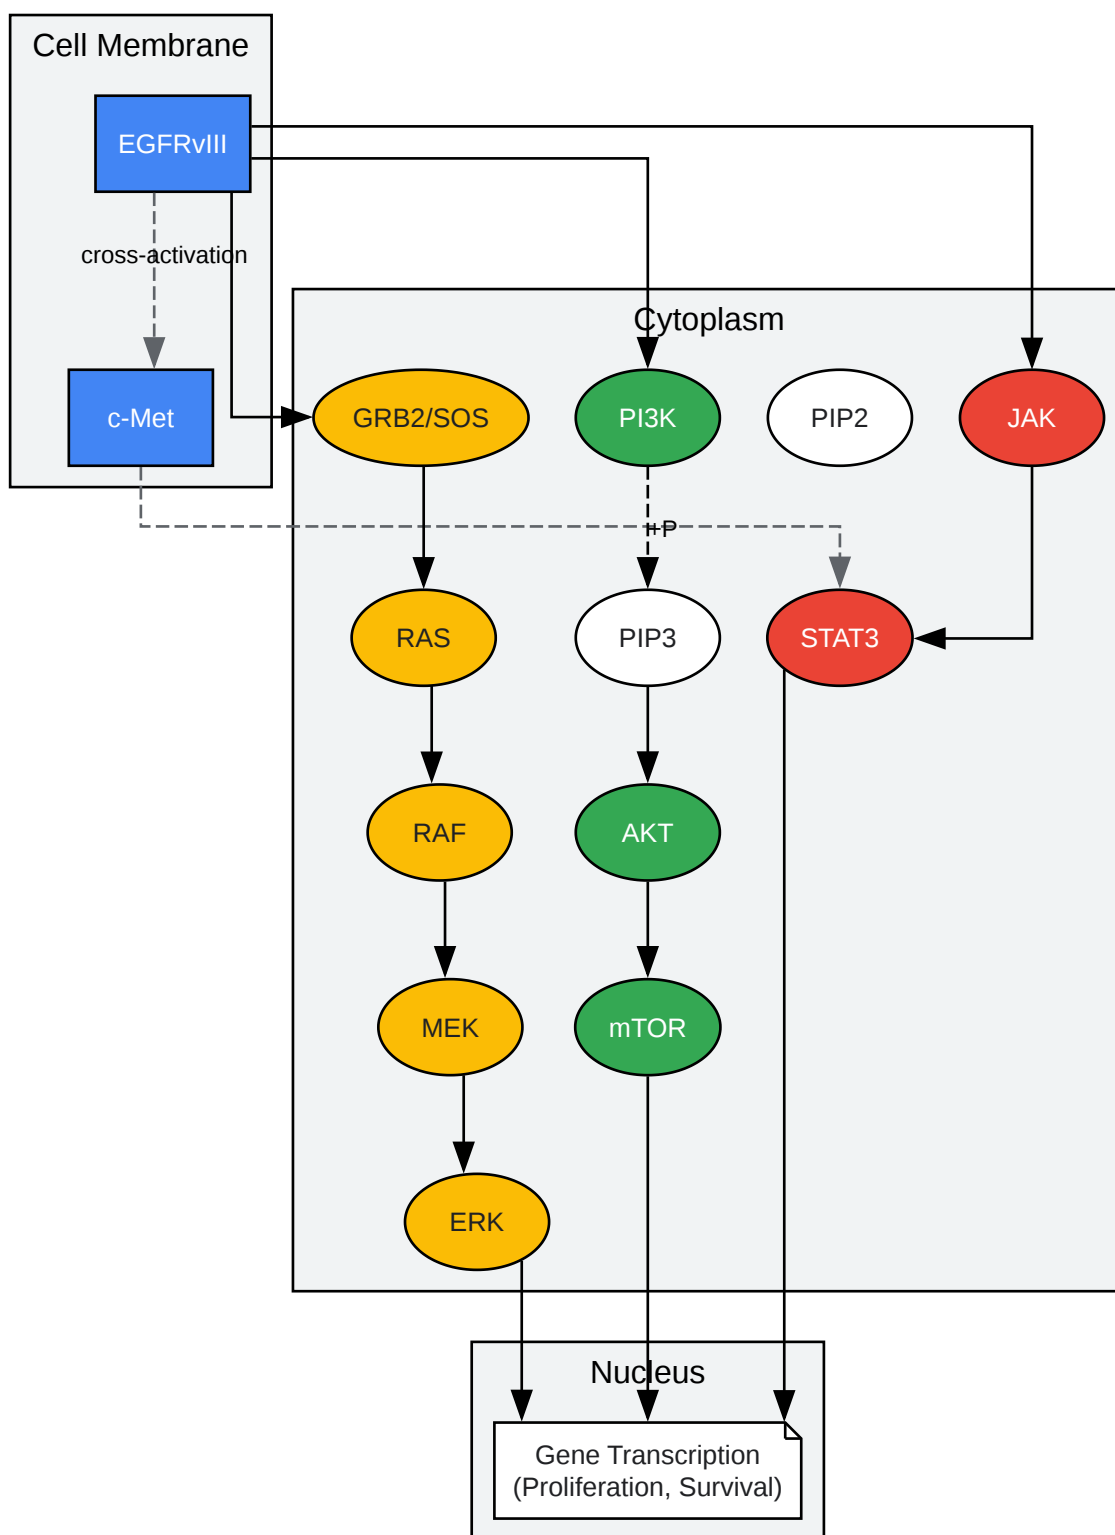 Cell Membrane
EGFRvIII
cross-activation
Cytoplasm
c-Met
GRB2/SOS
PI3K
PIP2
JAK
+P
RAS
PIP3
STAT3
RAF
AKT
MEK
mTOR
ERK
Nucleus
Gene Transcription
(Proliferation, Survival)